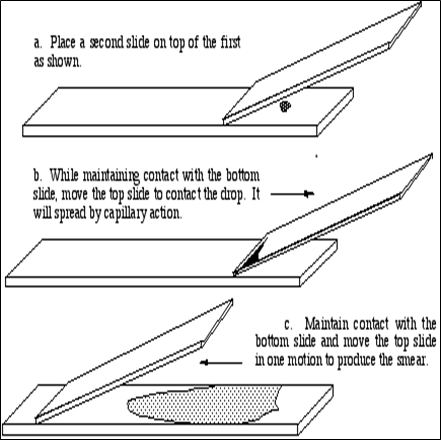 a. Place a second slide on top of the first
as shown.
b. While maintaining contact with the bottom
slide, move the top slide to contact the drop. It
will spread by capillary action.
c. Maintain contact with the
bottom slide and move the top slide
in one motion to produce the smear.